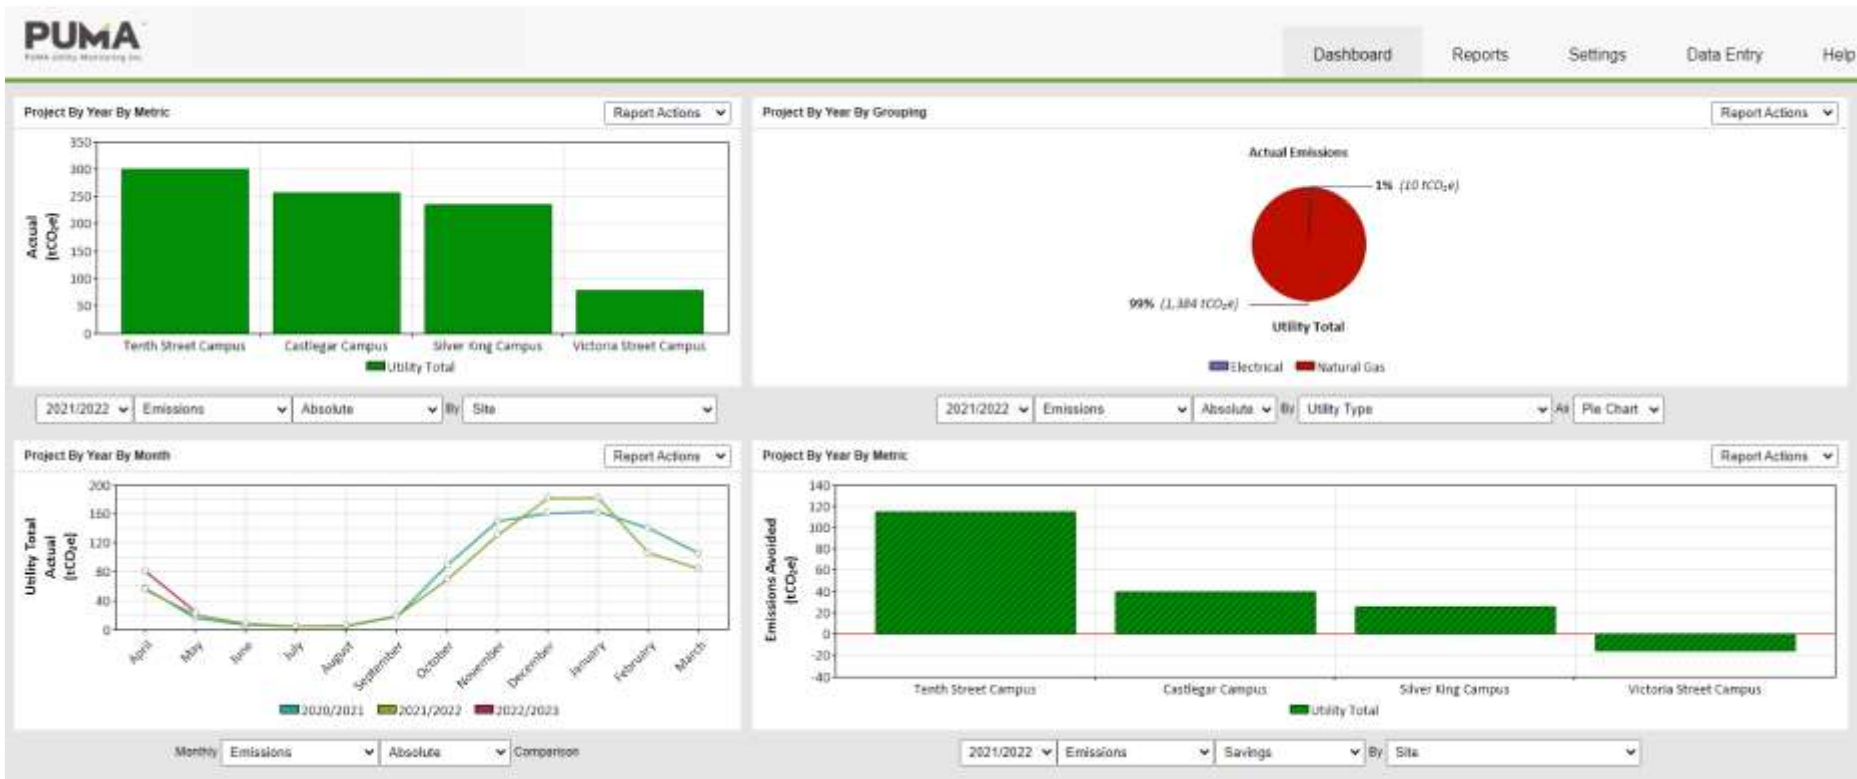 PUMA
PUMA Utility Monitoring Inc.
Dashboard Reports Settings Data Entry Help
Project By Year By Metric
Report Actions
Actual
(tCO₂e)
350
300
250
200
150
100
50
0
Tenth Street Campus Castlegar Campus Silver King Campus Victoria Street Campus
Utility Total
2021/2022 Emissions Absolute By Site
Project By Year By Grouping
Report Actions
Actual Emissions
1% (10 tCO₂e)
99% (1,384 tCO₂e)
Utility Total
Electrical Natural Gas
2021/2022 Emissions Absolute By Utility Type As Pie Chart
Project By Year By Month
Report Actions
Utility Total
Actual
(tCO₂e)
200
160
120
80
40
0
April May June July August September October November December January February March
2020/2021 2021/2022 2022/2023
Monthly Emissions Absolute Comparison
Project By Year By Metric
Report Actions
Emissions Avoided
(tCO₂e)
140
120
100
80
60
40
20
0
-20
-40
Tenth Street Campus Castlegar Campus Silver King Campus Victoria Street Campus
Utility Total
2021/2022 Emissions Savings By Site